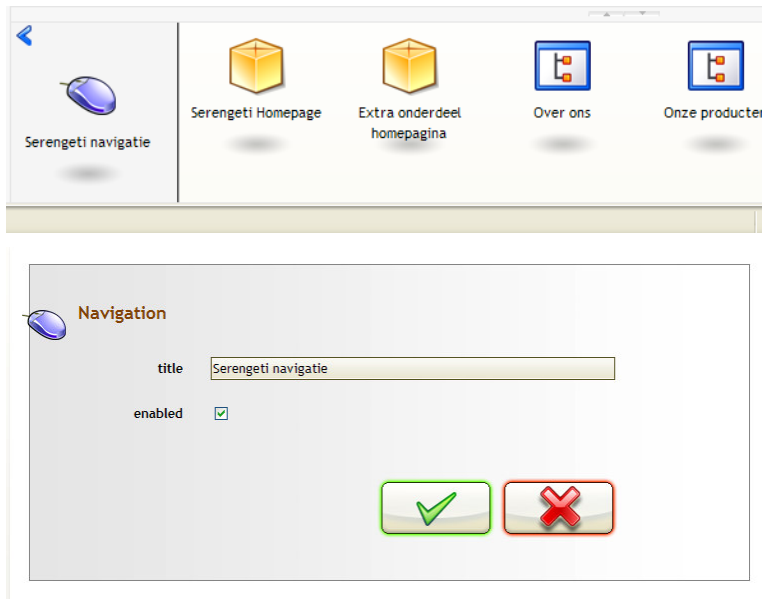 Serengeti navigatie
Serengeti Homepage
Extra onderdeel
homepagina
Over ons
Onze producten
Navigation
title
Serengeti navigatie
enabled